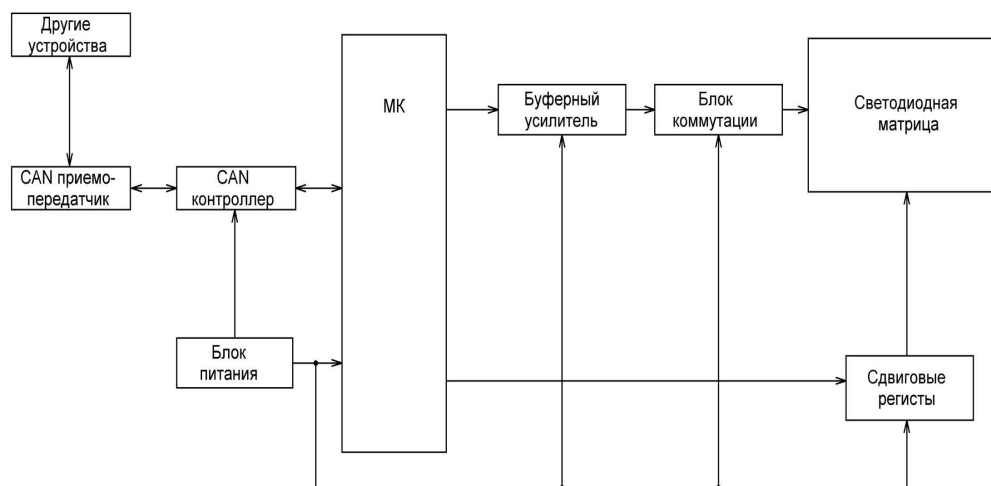 Другие
устройства
МК
Буферный
усилитель
Блок
коммутации
Светодиодная
матрица
CAN приемо-
передатчик
CAN
контроллер
Блок
питания
Сдвиговые
регисты